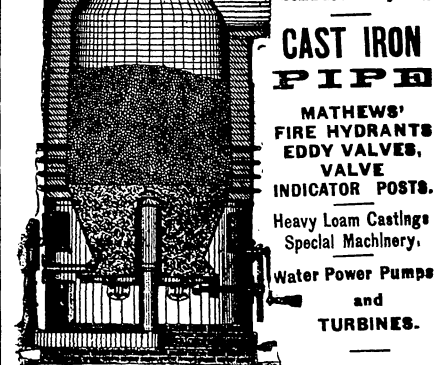 CAST IRON
PIPE
MATHEWS'
FIRE HYDRANTS
EDDY VALVES,
VALVE
INDICATOR POSTS.
Heavy Loam Castings
Special Machinery,
Water Power Pumps
and
TURBINES.